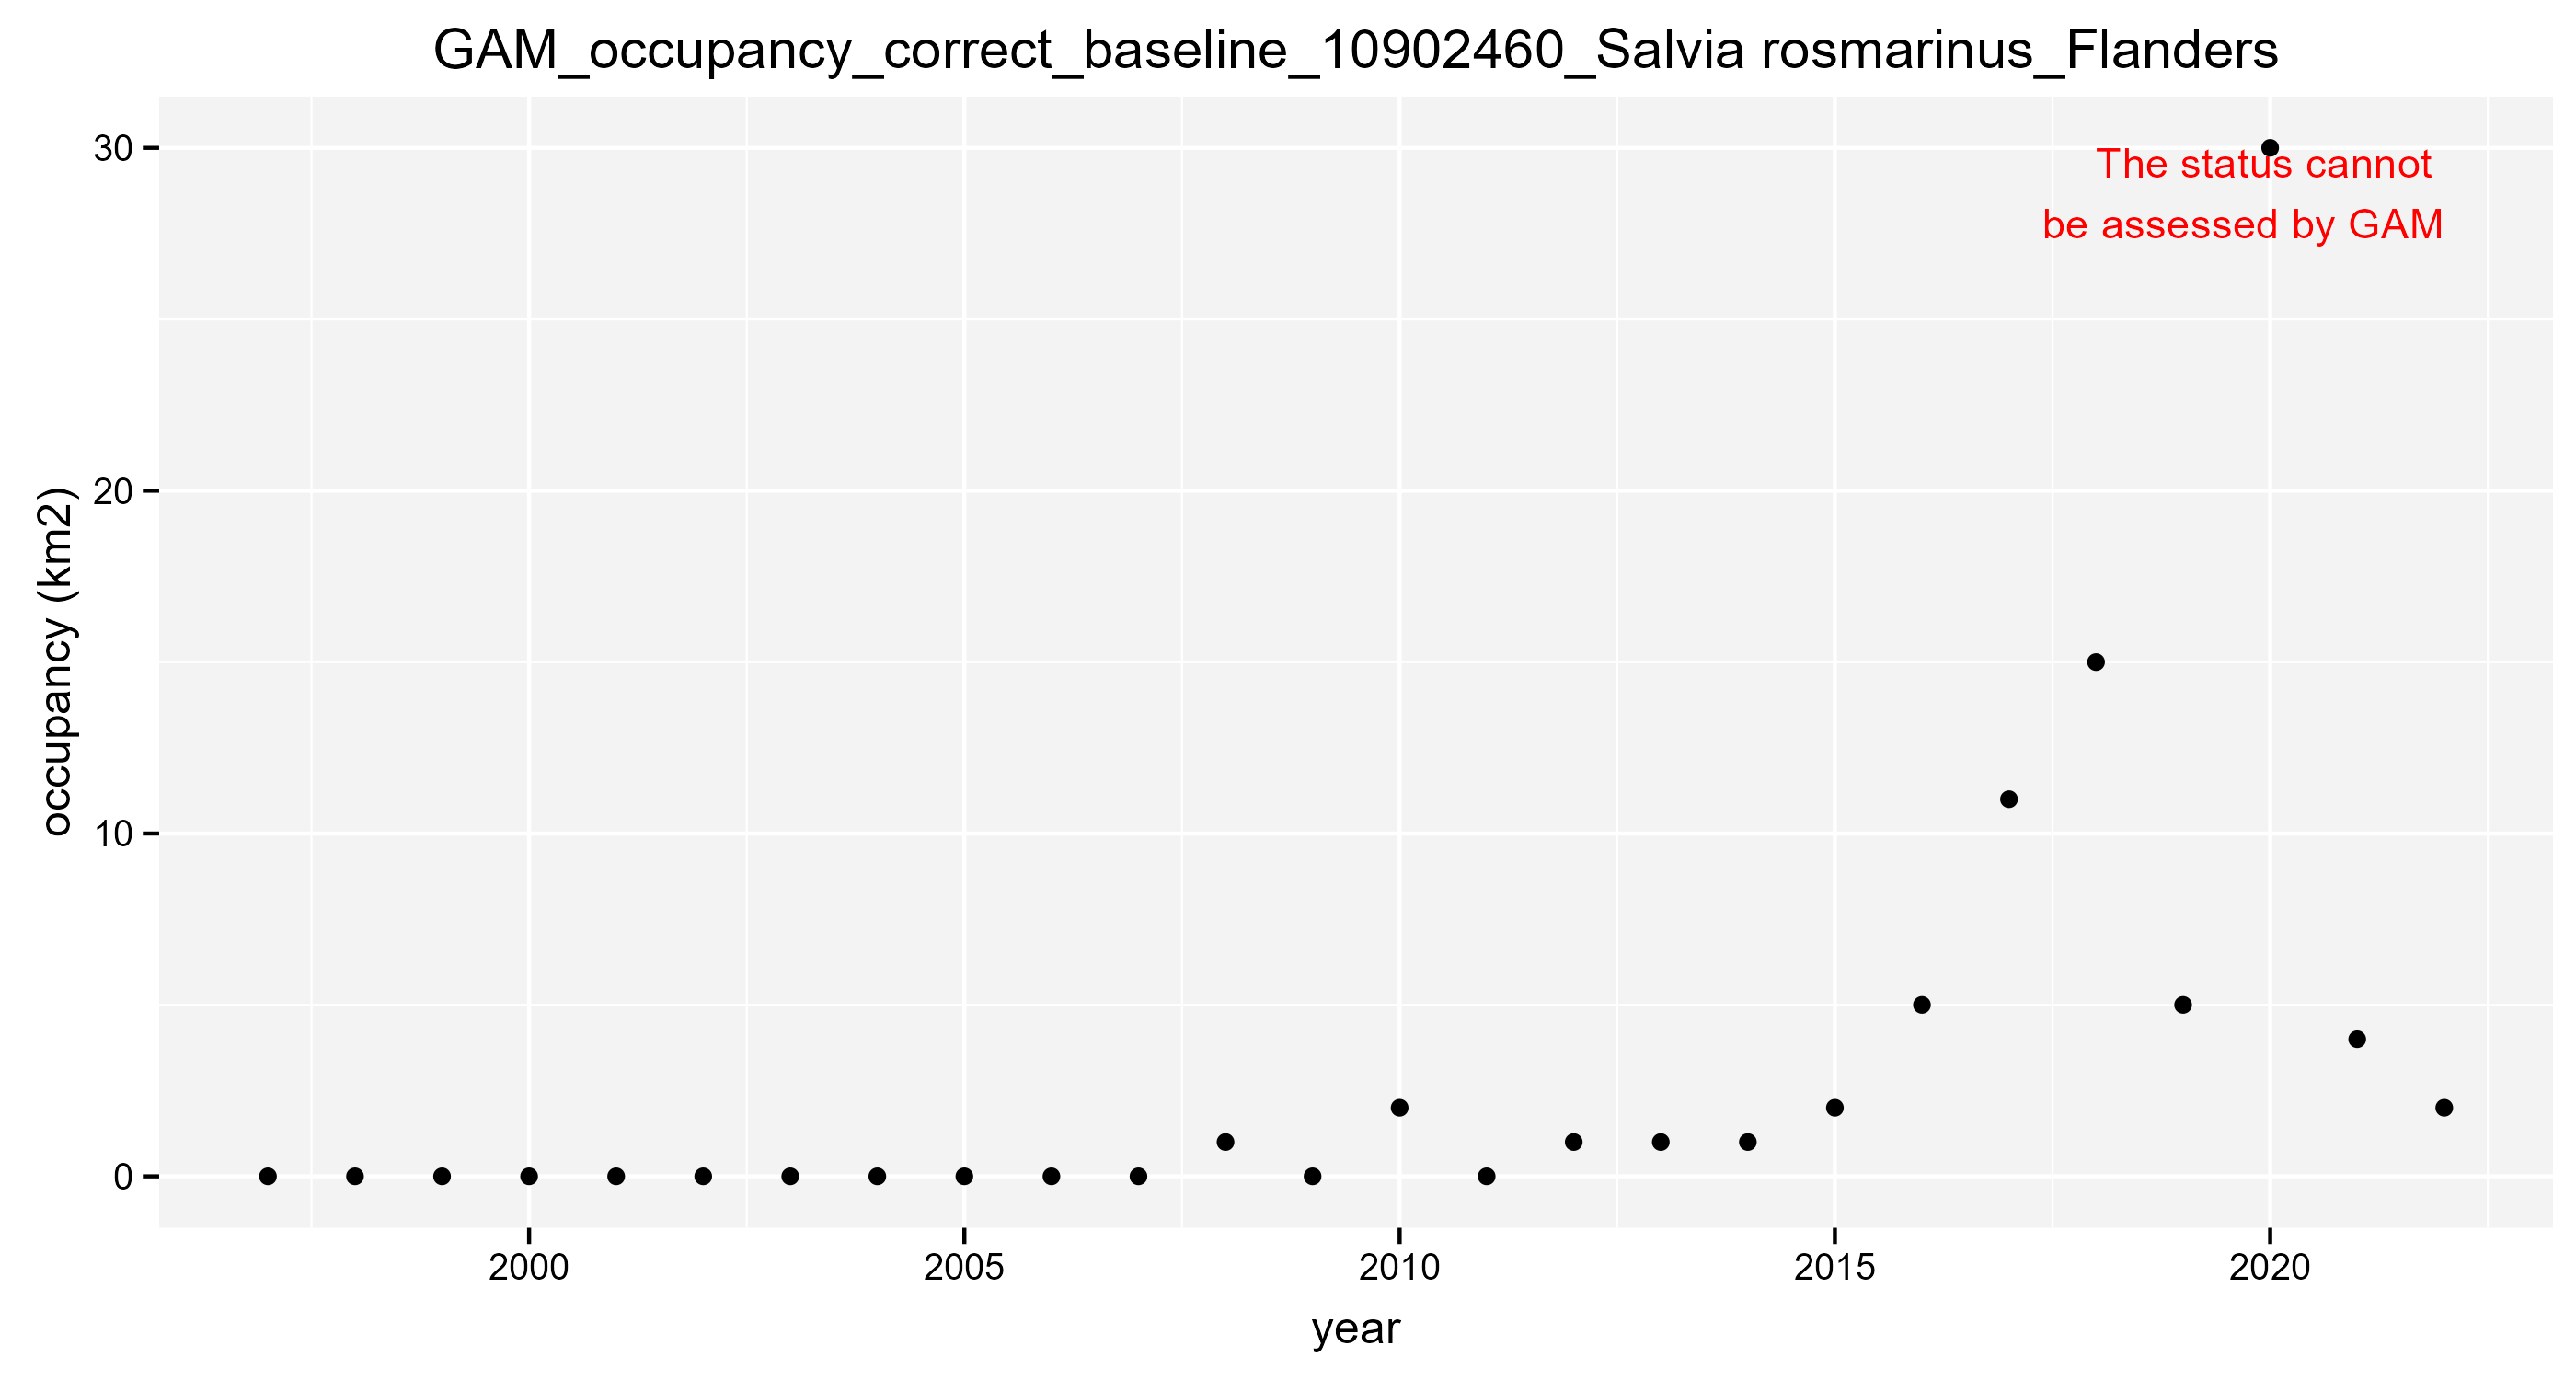 GAM_occupancy_correct_baseline_10902460_Salvia rosmarinus_Flanders
30
20
10
0
occupancy (km2)
The status cannot
be assessed by GAM
2000 2005 2010 2015 2020
year